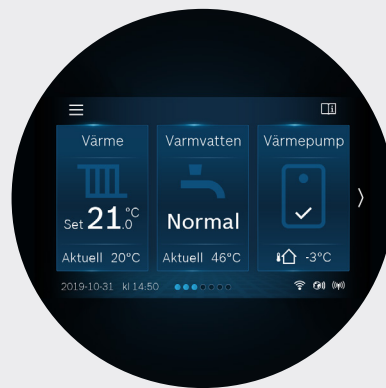 Värme
Set 21.0 °C
Aktuell 20°C
Varmvatten
Normal
Aktuell 46°C
Värmepump
-3°C
2019-10-31 kl 14:50